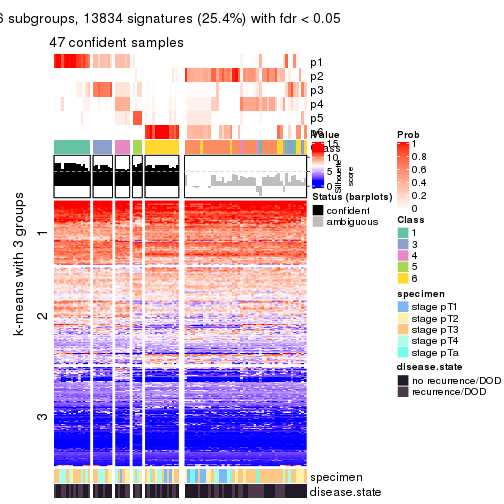 6 subgroups, 13834 signatures (25.4%) with fdr < 0.05
47 confident samples
p1
p2
p3
p4
p5
p6
Value
15
10
5
0
Class
Silhouette
score
Status (barplots)
confident
ambiguous
Prob
1
0.8
0.6
0.4
0.2
0
Class
1
3
4
5
6
specimen
stage pT1
stage pT2
stage pT3
stage pT4
stage pTa
disease.state
no recurrence/DOD
recurrence/DOD
k-means with 3 groups
1
2
3
specimen
disease.state